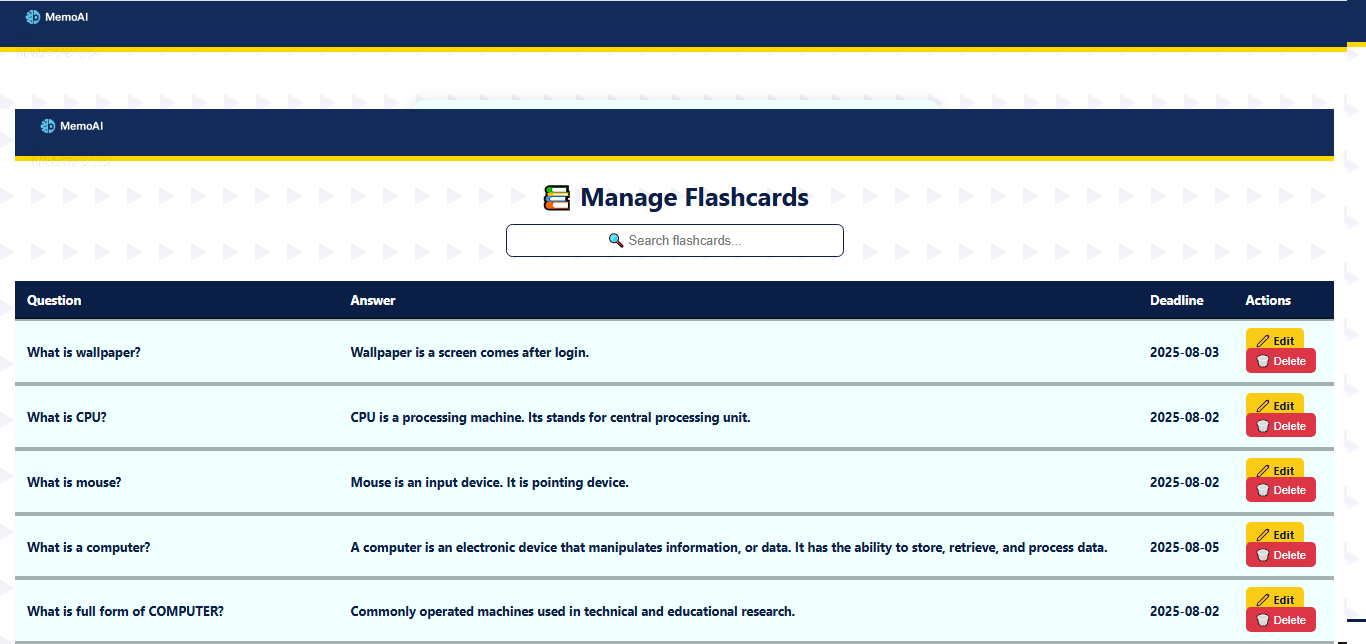 MemoAI
MemoAI
📚 Manage Flashcards
🔍 Search flashcards...
Question Answer Deadline Actions
What is wallpaper? Wallpaper is a screen comes after login. 2025-08-03 Edit
Delete
What is CPU? CPU is a processing machine. Its stands for central processing unit. 2025-08-02 Edit
Delete
What is mouse? Mouse is an input device. It is pointing device. 2025-08-02 Edit
Delete
What is a computer? A computer is an electronic device that manipulates information, or data. It has the ability to store, retrieve, and process data. 2025-08-05 Edit
Delete
What is full form of COMPUTER? Commonly operated machines used in technical and educational research. 2025-08-02 Edit
Delete